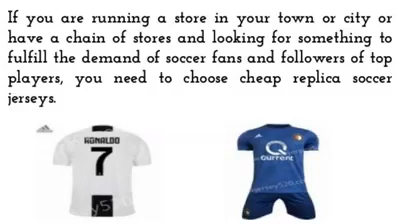 If you are running a store in your town or city or
have a chain of stores and looking for something to
fulfill the demand of soccer fans and followers of top
players, you need to choose cheap replica soccer
jerseys.
RONALDO
7
Qurrent